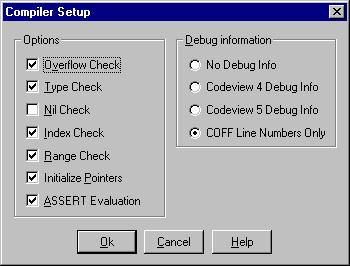 Compiler Setup
Options
Overflow Check
Type Check
Nil Check
Index Check
Range Check
Initialize Pointers
ASSERT Evaluation
Debug information
No Debug Info
Codeview 4 Debug Info
Codeview 5 Debug Info
COFF Line Numbers Only
Ok
Cancel
Help